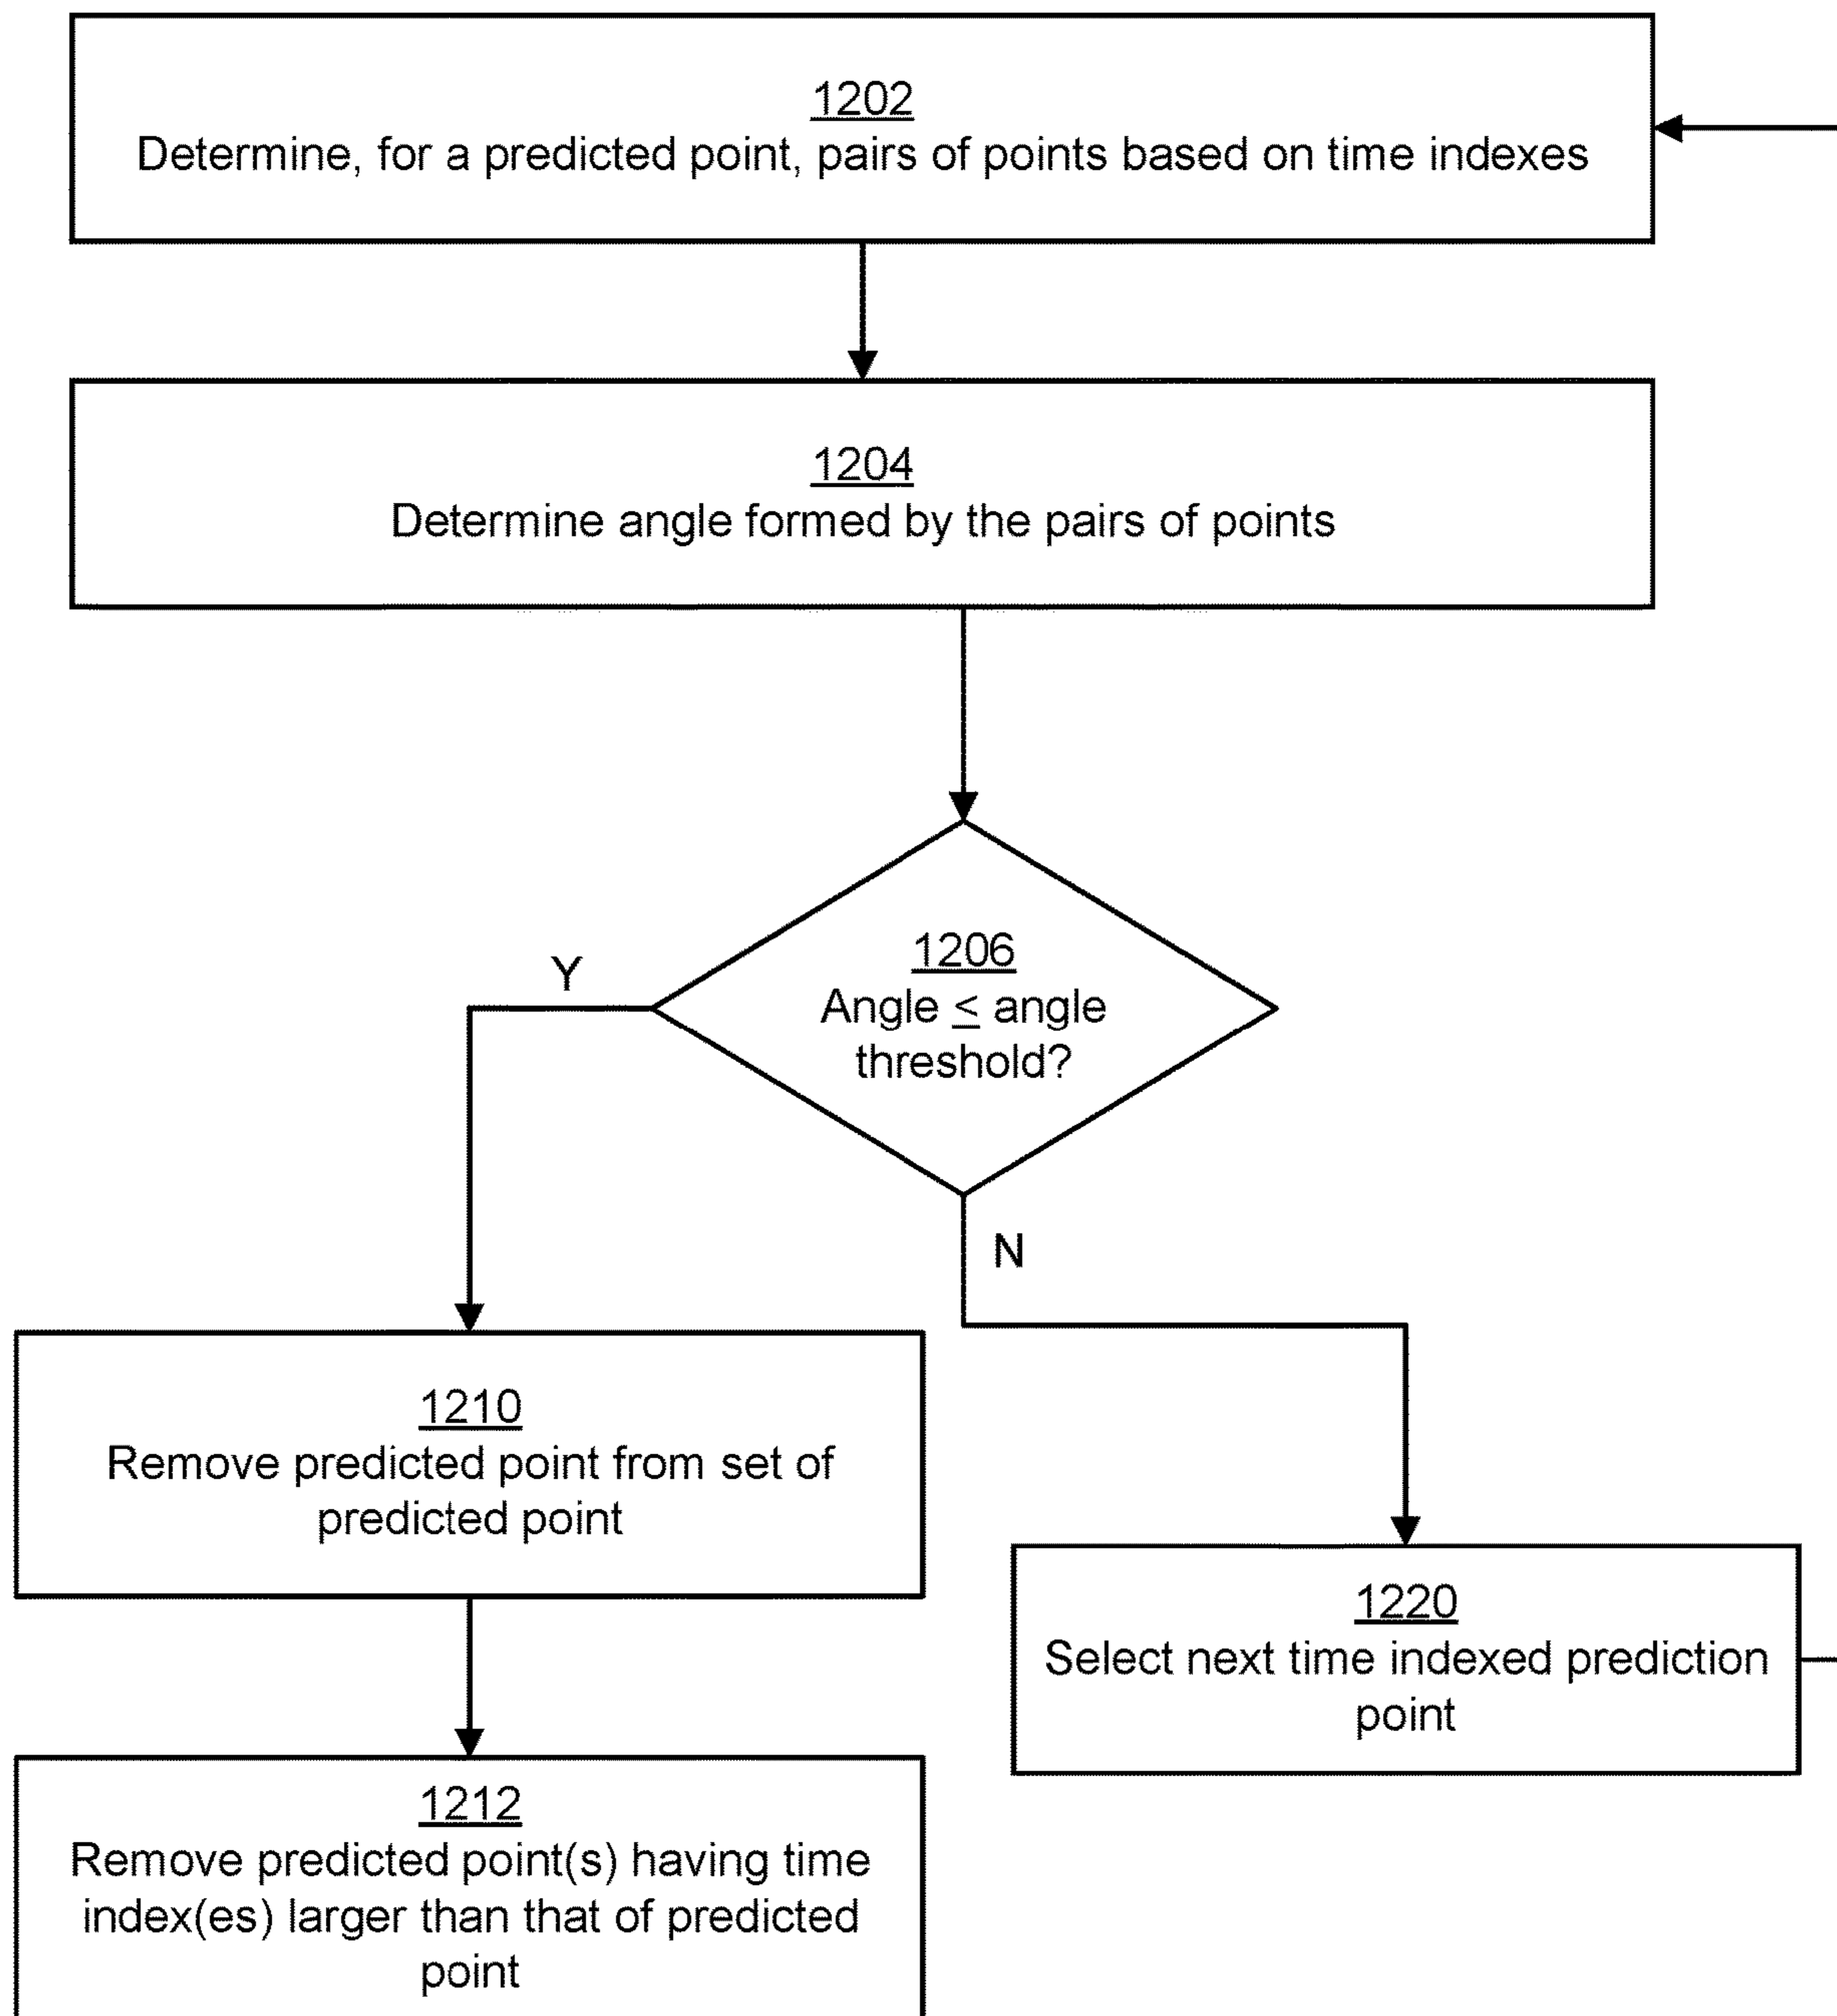 1202
Determine, for a predicted point, pairs of points based on time indexes
1204
Determine angle formed by the pairs of points
1206
Angle ≤ angle
threshold?
Y
N
1210
Remove predicted point from set of
predicted point
1220
Select next time indexed prediction
point
1212
Remove predicted point(s) having time
index(es) larger than that of predicted
point